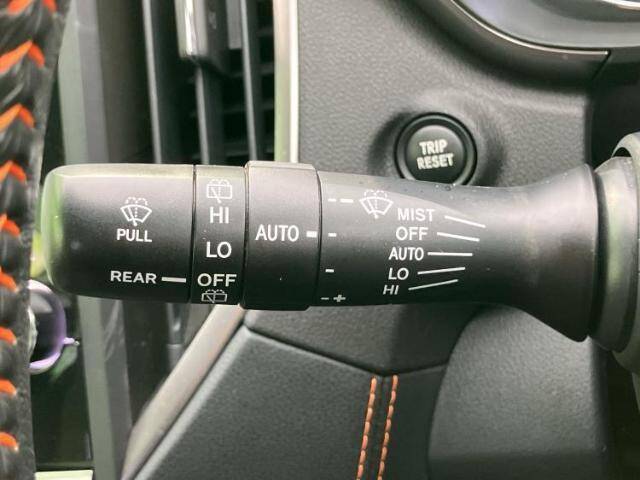 TRIP
RESET
PULL
REAR
HI
LO
OFF
AUTO
--
-
-
-+
MIST
OFF
AUTO
LO
HI